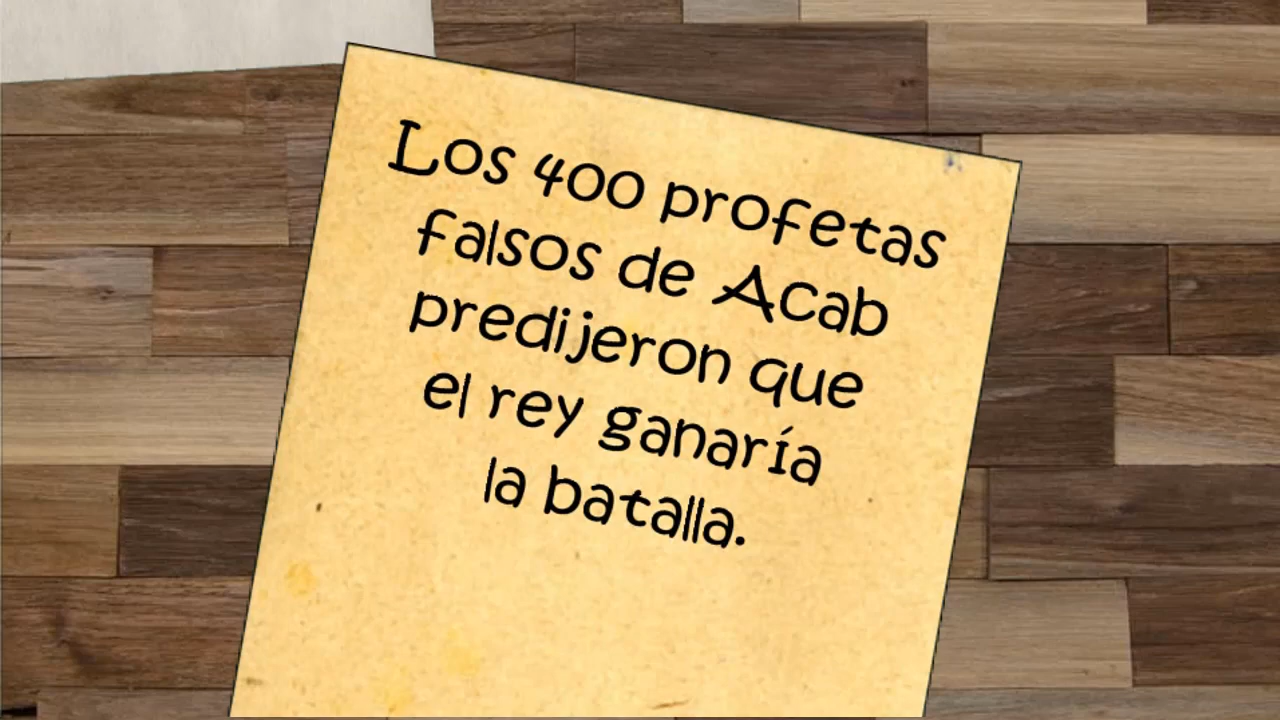 Los 400 profetas
falsos de Acab
predijeron que
el rey ganaría
la batalla.